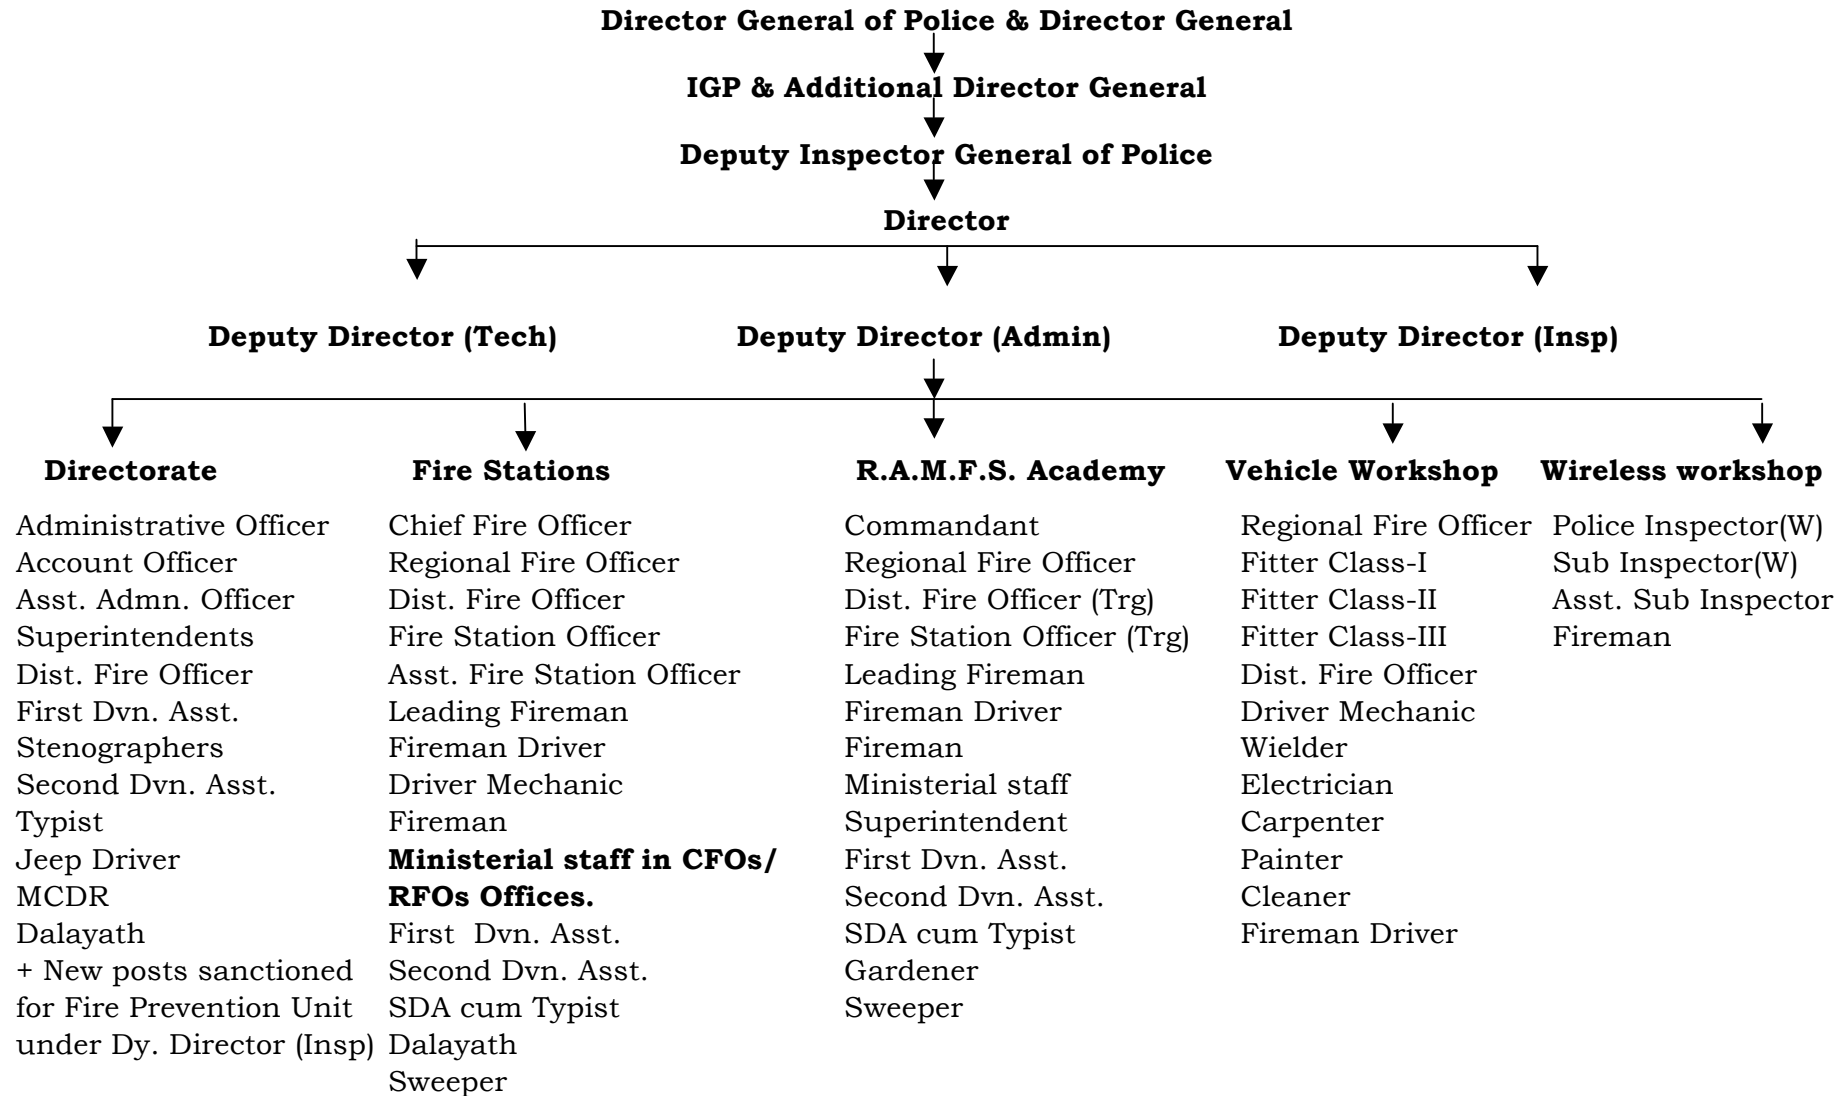 Director General of Police & Director General
IGP & Additional Director General
Deputy Inspector General of Police
Director
Deputy Director (Tech)
Deputy Director (Admin)
Deputy Director (Insp)
Directorate
Administrative Officer
Account Officer
Asst. Admn. Officer
Superintendents
Dist. Fire Officer
First Dvn. Asst.
Stenographers
Second Dvn. Asst.
Typist
Jeep Driver
MCDR
Dalayath
+ New posts sanctioned
for Fire Prevention Unit
under Dy. Director (Insp)
Fire Stations
Chief Fire Officer
Regional Fire Officer
Dist. Fire Officer
Fire Station Officer
Asst. Fire Station Officer
Leading Fireman
Fireman Driver
Driver Mechanic
Fireman
Ministerial staff in CFOs/
RFOs Offices.
First Dvn. Asst.
Second Dvn. Asst.
SDA cum Typist
Dalayath
Sweeper
R.A.M.F.S. Academy
Commandant
Regional Fire Officer
Dist. Fire Officer (Trg)
Fire Station Officer (Trg)
Leading Fireman
Fireman Driver
Fireman
Ministerial staff
Superintendent
First Dvn. Asst.
Second Dvn. Asst.
SDA cum Typist
Gardener
Sweeper
Vehicle Workshop
Regional Fire Officer
Fitter Class-I
Fitter Class-II
Fitter Class-III
Dist. Fire Officer
Driver Mechanic
Wielder
Electrician
Carpenter
Painter
Cleaner
Fireman Driver
Wireless workshop
Police Inspector(W)
Sub Inspector(W)
Asst. Sub Inspector
Fireman